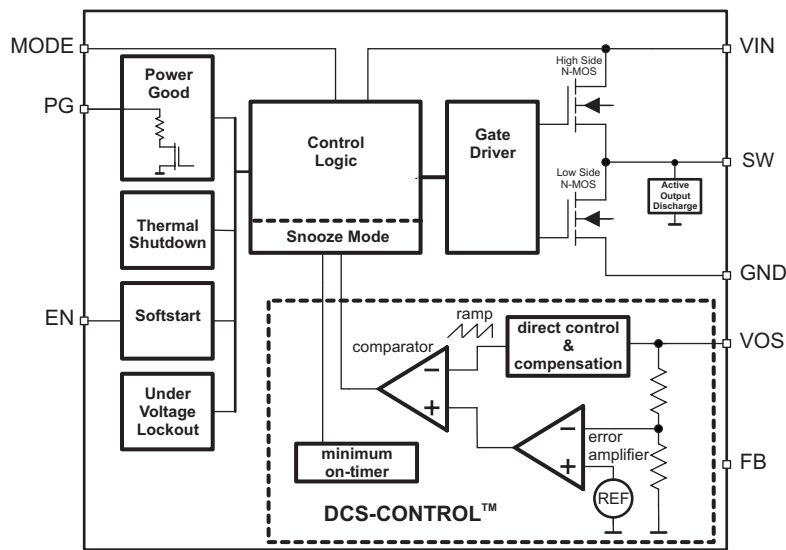 MODE
VIN
Power
Good
High Side
N-MOS
PG
Control
Logic
Gate
Driver
SW
Low Side
N-MOS
Active
Output
Discharge
Thermal
Shutdown
Snooze Mode
GND
EN
Softstart
ramp
direct control
&
compensation
VOS
comparator
−
+
Under
Voltage
Lockout
−
+
error
amplifier
minimum
on-timer
REF
FB
DCS-CONTROL™